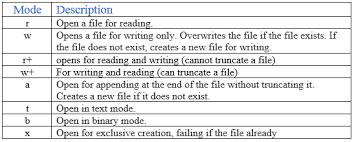 Mode Description
r Open a file for reading.
w Opens a file for writing only. Overwrites the file if the file exists. If
the file does not exist, creates a new file for writing.
r+ opens for reading and writing (cannot truncate a file)
w+ For writing and reading (can truncate a file)
a Open for appending at the end of the file without truncating it.
Creates a new file if it does not exist.
t Open in text mode.
b Open in binary mode.
x Open for exclusive creation, failing if the file already